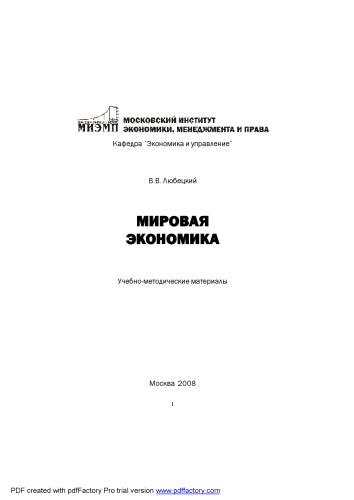 МИЭМП
МОСКОВСКИЙ ИНСТИТУТ
ЭКОНОМИКИ, МЕНЕДЖМЕНТА И ПРАВА
Кафедра "Экономика и управление"
В.В. Любецкий
МИРОВАЯ
ЭКОНОМИКА
Учебно-методические материалы
Москва 2008
1
PDF created with pdfFactory Pro trial version www.pdffactory.com